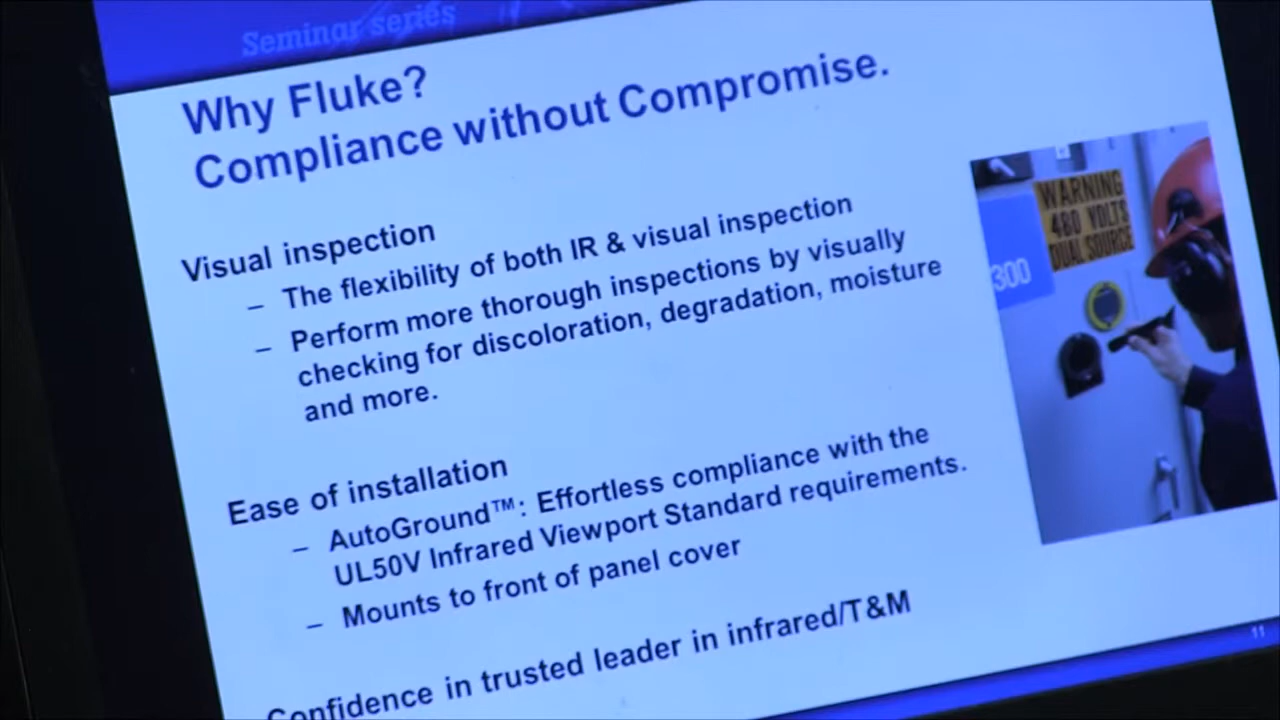 Seminar series
Why Fluke?
Compliance without Compromise.
Visual inspection
– The flexibility of both IR & visual inspection
– Perform more thorough inspections by visually
checking for discoloration, degradation, moisture
and more.
Ease of installation
– AutoGround™: Effortless compliance with the
UL50V Infrared Viewport Standard requirements.
– Mounts to front of panel cover
Confidence in trusted leader in infrared/T&M
WARNING
480 VOLTS
DUAL SOURCE
300
11